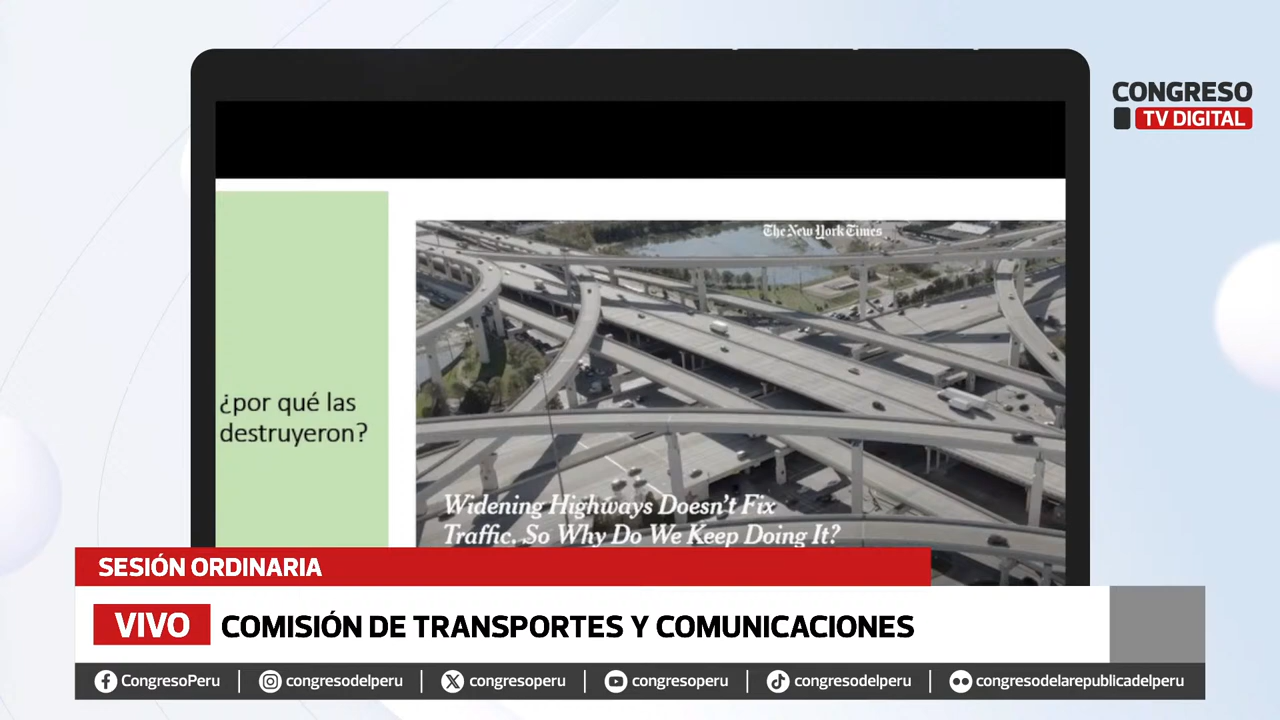 CONGRESO
TV DIGITAL
The New York Times
¿por qué las
destruyeron?
Widening Highways Doesn't Fix
Traffic. So Why Do We Keep Doing It?
SESIÓN ORDINARIA
VIVO COMISIÓN DE TRANSPORTES Y COMUNICACIONES
CongresoPeru congresodelperu congresoperu congresoperu congresodelperu congresodelarepublicadelperu